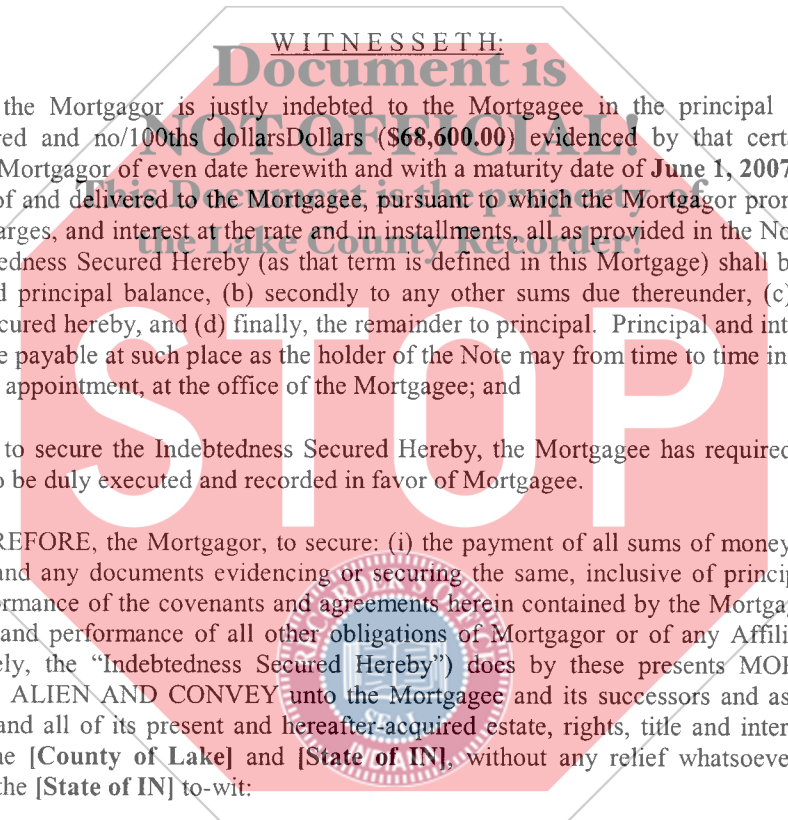 WITNESSETH:
Document is
the Mortgagor is justly indebted to the Mortgagee in the principal
NOT OFFICIAL!
ed and no/100ths dollarsDollars ($68,600.00) evidenced by that cert
Mortgagor of even date herewith and with a maturity date of June 1, 2007
This Document is the property of
of and delivered to the Mortgagee, pursuant to which the Mortgagor pro
arges, and interest at the rate and in installments, all as provided in the No
the Lake County Recorder!
edness Secured Hereby (as that term is defined in this Mortgage) shall b
d principal balance, (b) secondly to any other sums due thereunder, (c)
cured hereby, and (d) finally, the remainder to principal. Principal and int
e payable at such place as the holder of the Note may from time to time in
appointment, at the office of the Mortgagee; and
STOP
to secure the Indebtedness Secured Hereby, the Mortgagee has required
o be duly executed and recorded in favor of Mortgagee.
REFORE, the Mortgagor, to secure: (i) the payment of all sums of money
and any documents evidencing or securing the same, inclusive of princip
ormance of the covenants and agreements herein contained by the Mortga
and performance of all other obligations of Mortgagor or of any Affili
ely, the “Indebtedness Secured Hereby”) does by these presents MO
ALIEN AND CONVEY unto the Mortgagee and its successors and as
and all of its present and hereafter-acquired estate, rights, title and inter
ne [County of Lake] and [State of IN], without any relief whatsoeve
the [State of IN] to-wit:
RECORDER'S OFFICE
SEAL
INDIANA